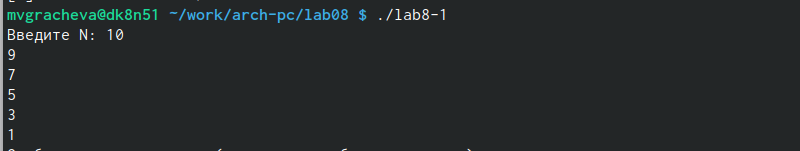 mvgracheva@dk8n51 ~/work/arch-pc/lab08 $ ./lab8-1
Введите N: 10
9
7
5
3
1